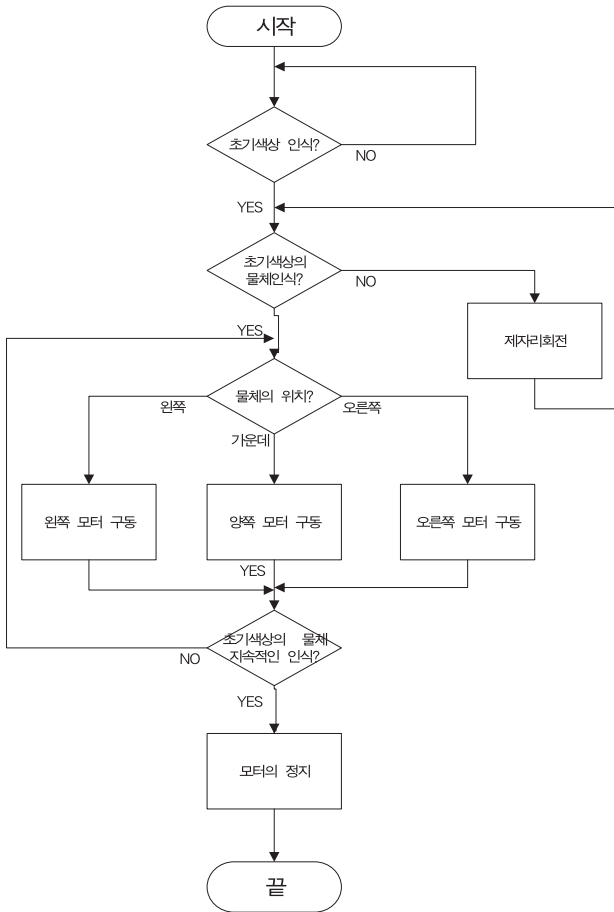 시작
초기색상 인식?
NO
YES
초기색상의
물체인식?
NO
제자리회전
YES
물체의 위치?
왼쪽
오른쪽
가운데
왼쪽 모터 구동
양쪽 모터 구동
오른쪽 모터 구동
YES
초기색상의 물체
지속적인 인식?
NO
YES
모터의 정지
끝